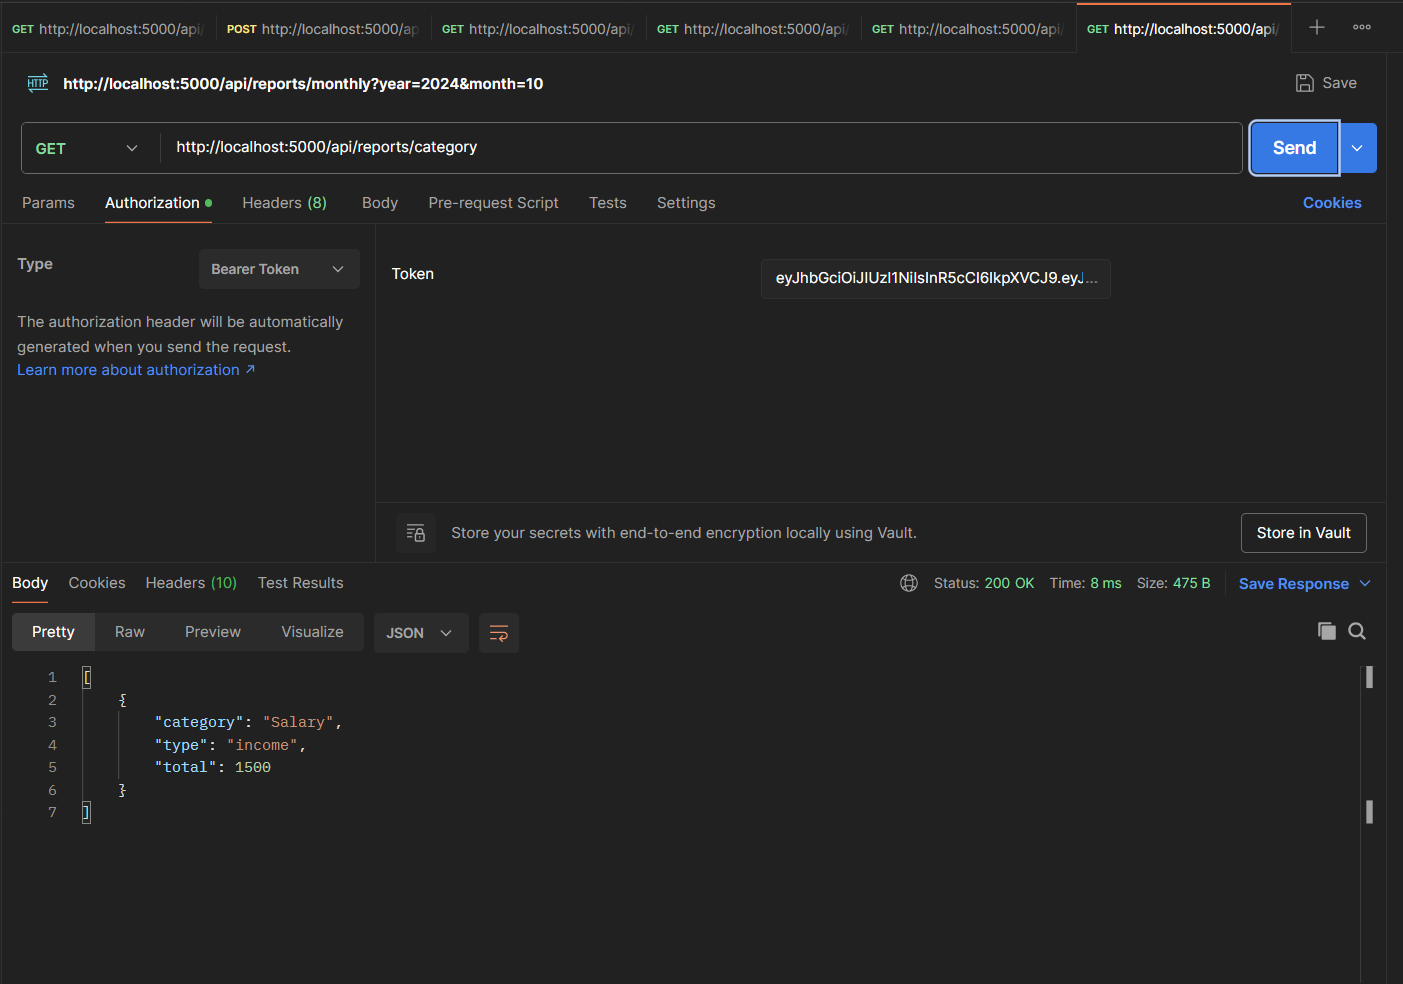 GET http://localhost:5000/api/ POST http://localhost:5000/ap GET http://localhost:5000/api/ GET http://localhost:5000/api/ GET http://localhost:5000/api/ GET http://localhost:5000/api/
HTTP http://localhost:5000/api/reports/monthly?year=2024&month=10 Save
GET http://localhost:5000/api/reports/category Send
Params Authorization Headers (8) Body Pre-request Script Tests Settings Cookies
Type Bearer Token
Token eyJhbGciOiJIUzI1NiIsInR5cCI6IkpXVCJ9.eyJ...
The authorization header will be automatically
generated when you send the request.
Learn more about authorization ↗
Store your secrets with end-to-end encryption locally using Vault. Store in Vault
Body Cookies Headers (10) Test Results Status: 200 OK Time: 8 ms Size: 475 B Save Response
Pretty Raw Preview Visualize JSON
1 [
2 {
3 "category": "Salary",
4 "type": "income",
5 "total": 1500
6 }
7 ]